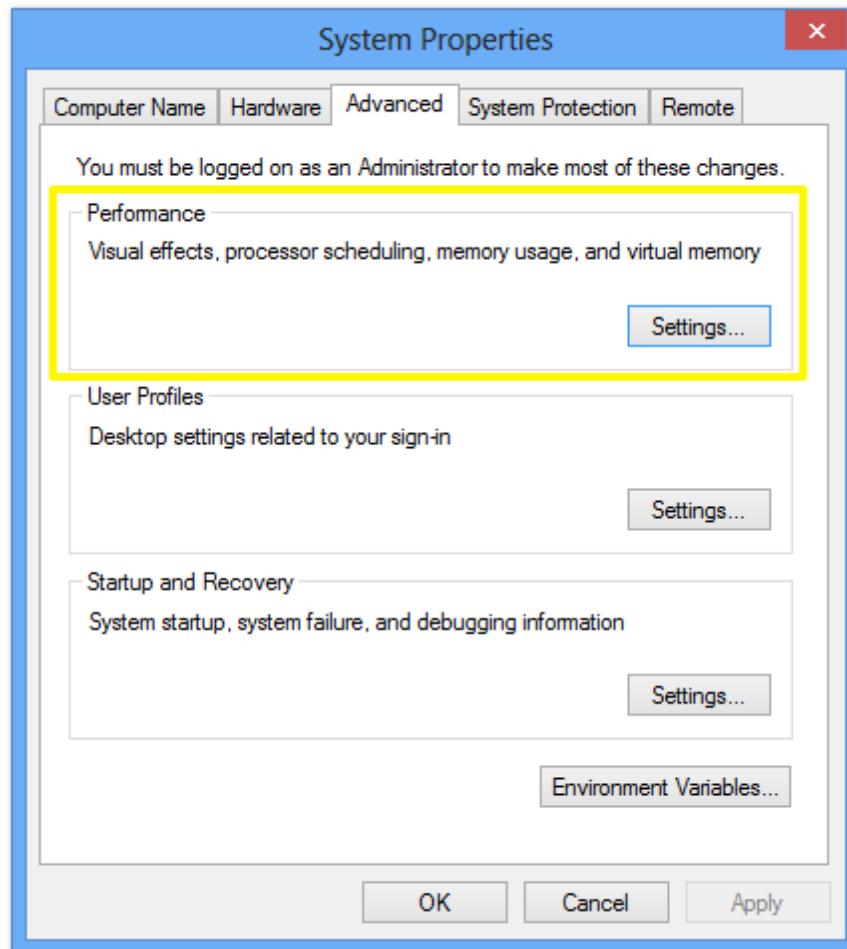 System Properties
Computer Name
Hardware
Advanced
System Protection
Remote
You must be logged on as an Administrator to make most of these changes.
Performance
Visual effects, processor scheduling, memory usage, and virtual memory
Settings...
User Profiles
Desktop settings related to your sign-in
Settings...
Startup and Recovery
System startup, system failure, and debugging information
Settings...
Environment Variables...
OK
Cancel
Apply